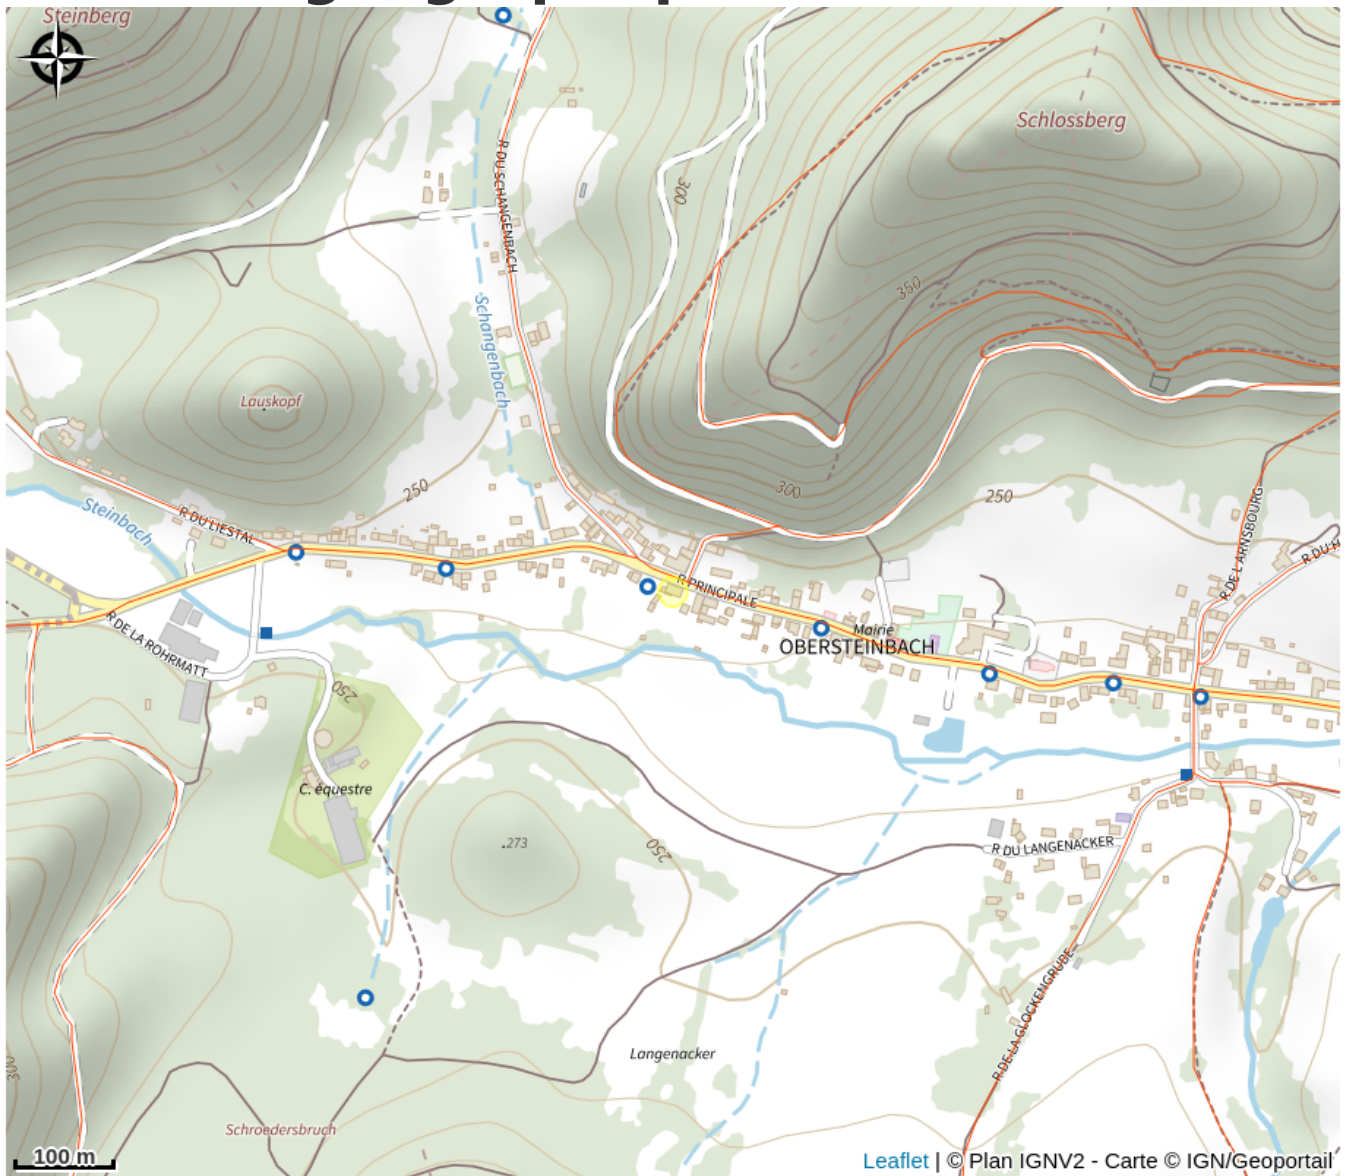 Steinberg
Schlossberg
R DU SCHANGENBACH
300
350
Schangenbach
Lauskopf
250
300
250
Steinbach
R DU LIESTAL
R DE L'ARNSBOURG
R DU H
R PRINCIPALE
Mairie
OBERSTEINBACH
R DE LA ROHRMATT
250
C. équestre
.273
250
R DU LANGENACKER
R DE LA GLOCKENGRUBE
Langenacker
300
Schroedersbruch
100 m
Leaflet | © Plan IGNV2 - Carte © IGN/Geoportail